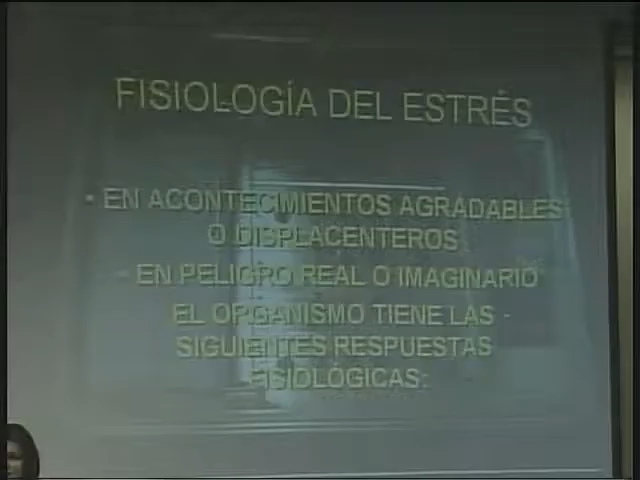 FISIOLOGÍA DEL ESTRÉS
• EN ACONTECIMIENTOS AGRADABLES
O DISPLACENTEROS
- EN PELIGRO REAL O IMAGINARIO
EL ORGANISMO TIENE LAS -
SIGUIENTES RESPUESTAS
FISIOLÓGICAS: